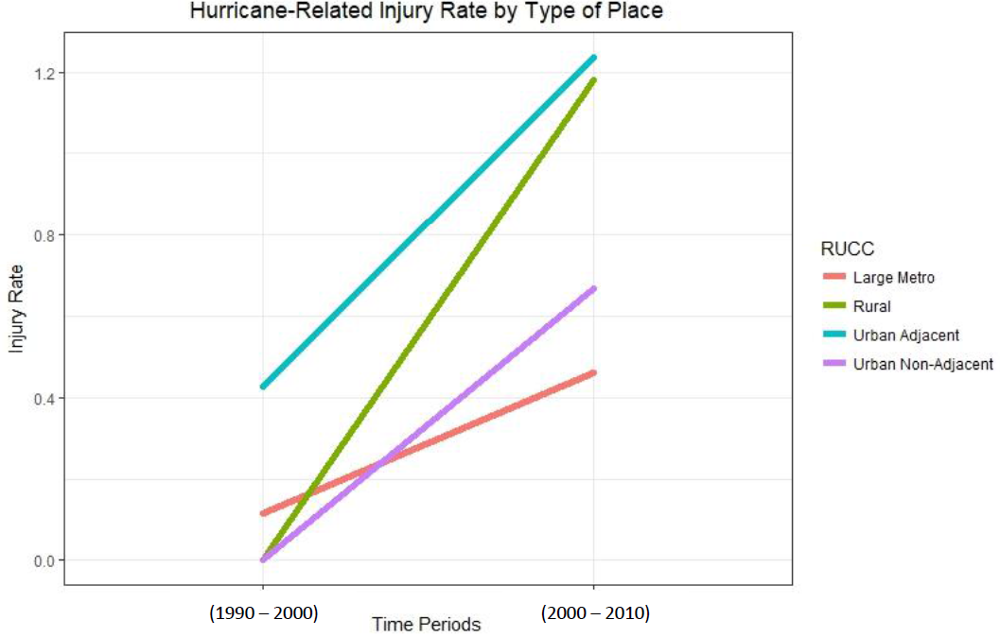 Hurricane-Related Injury Rate by Type of Place
1.2
0.8
0.4
0.0
Injury Rate
(1990 – 2000)
(2000 – 2010)
Time Periods
RUCC
Large Metro
Rural
Urban Adjacent
Urban Non-Adjacent